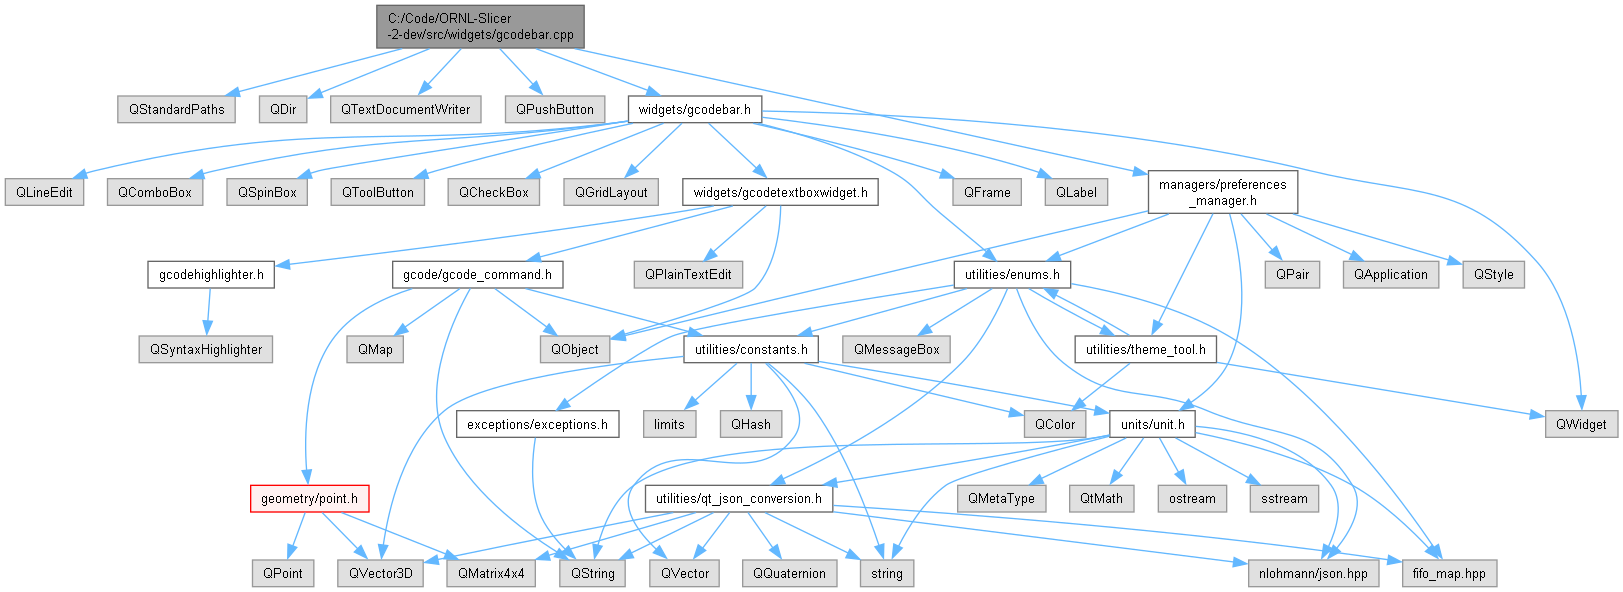 C:/Code/ORNL-Slicer
-2-dev/src/widgets/gcodebar.cpp
QStandardPaths
QDir
QTextDocumentWriter
QPushButton
widgets/gcodebar.h
QLineEdit
QComboBox
QSpinBox
QToolButton
QCheckBox
QGridLayout
widgets/gcodetextboxwidget.h
QFrame
QLabel
managers/preferences
_manager.h
gcodehighlighter.h
gcode/gcode_command.h
QPlainTextEdit
utilities/enums.h
QPair
QApplication
QStyle
QSyntaxHighlighter
QMap
QObject
utilities/constants.h
QMessageBox
utilities/theme_tool.h
exceptions/exceptions.h
limits
QHash
QColor
units/unit.h
QWidget
geometry/point.h
utilities/qt_json_conversion.h
QMetaType
QtMath
ostream
sstream
QPoint
QVector3D
QMatrix4x4
QString
QVector
QQuaternion
string
nlohmann/json.hpp
fifo_map.hpp